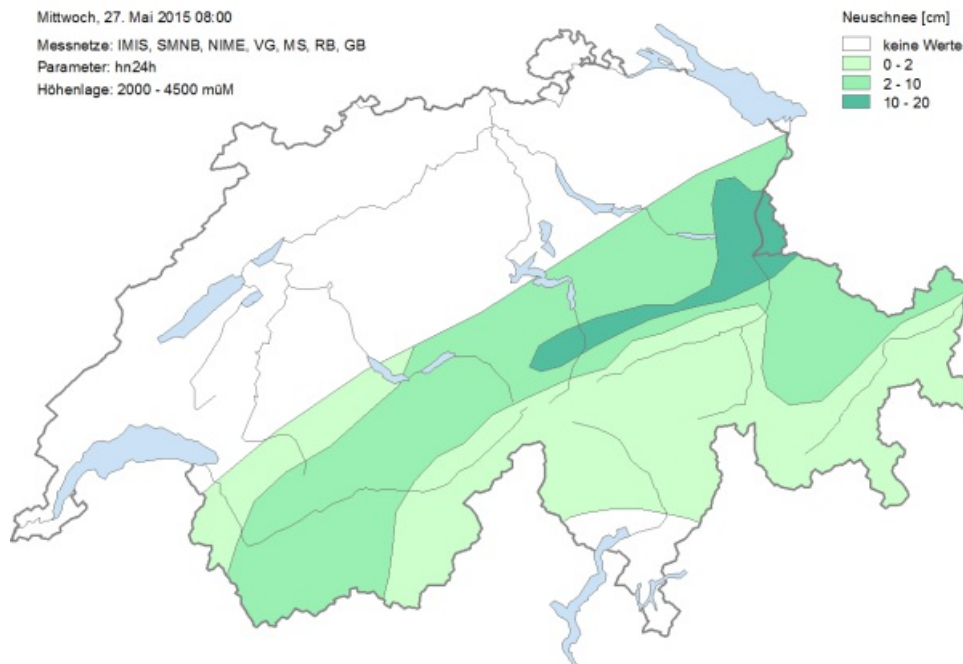 Mittwoch, 27. Mai 2015 08:00
Messnetze: IMIS, SMNB, NIME, VG, MS, RB, GB
Parameter: hn24h
Höhenlage: 2000 - 4500 müM
Neuschnee [cm]
keine Werte
0 - 2
2 - 10
10 - 20